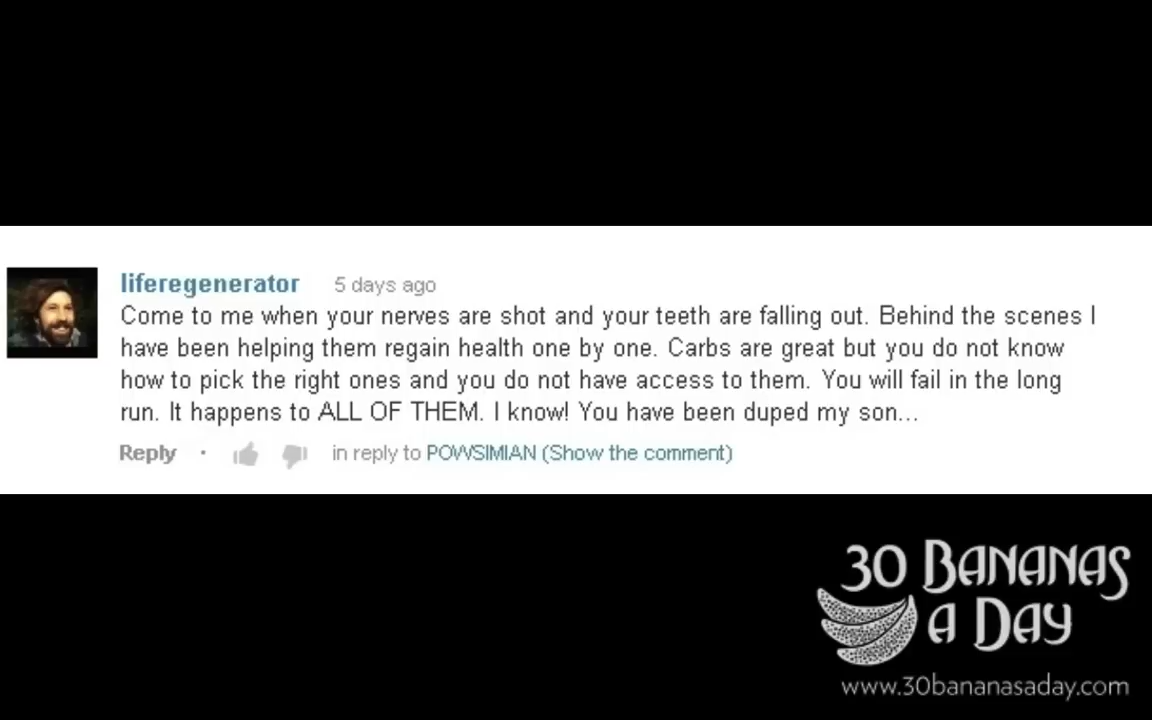 liferegenerator 5 days ago
Come to me when your nerves are shot and your teeth are falling out. Behind the scenes I
have been helping them regain health one by one. Carbs are great but you do not know
how to pick the right ones and you do not have access to them. You will fail in the long
run. It happens to ALL OF THEM. I know! You have been duped my son...
Reply · in reply to POWSIMIAN (Show the comment)
30 BANANAS
A DAY
www.30bananasaday.com